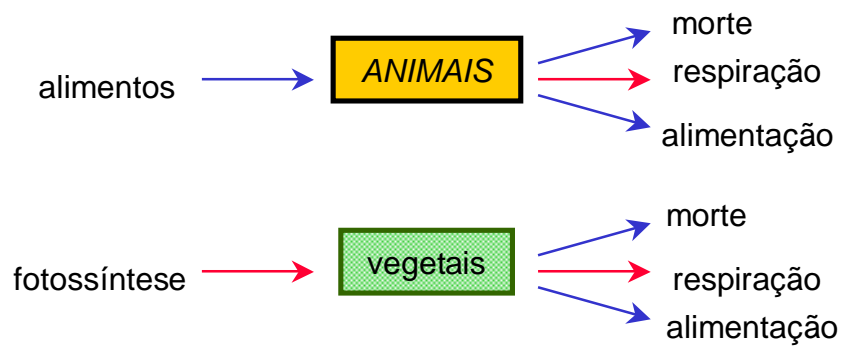 morte
alimentos
ANIMAIS
respiração
alimentação
morte
fotossíntese
vegetais
respiração
alimentação